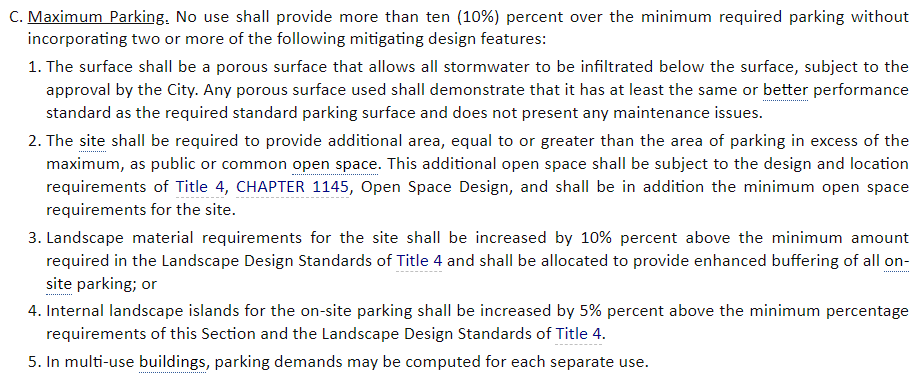 C. Maximum Parking. No use shall provide more than ten (10%) percent over the minimum required parking without
incorporating two or more of the following mitigating design features:
1. The surface shall be a porous surface that allows all stormwater to be infiltrated below the surface, subject to the
approval by the City. Any porous surface used shall demonstrate that it has at least the same or better performance
standard as the required standard parking surface and does not present any maintenance issues.
2. The site shall be required to provide additional area, equal to or greater than the area of parking in excess of the
maximum, as public or common open space. This additional open space shall be subject to the design and location
requirements of Title 4, CHAPTER 1145, Open Space Design, and shall be in addition the minimum open space
requirements for the site.
3. Landscape material requirements for the site shall be increased by 10% percent above the minimum amount
required in the Landscape Design Standards of Title 4 and shall be allocated to provide enhanced buffering of all on-
site parking; or
4. Internal landscape islands for the on-site parking shall be increased by 5% percent above the minimum percentage
requirements of this Section and the Landscape Design Standards of Title 4.
5. In multi-use buildings, parking demands may be computed for each separate use.